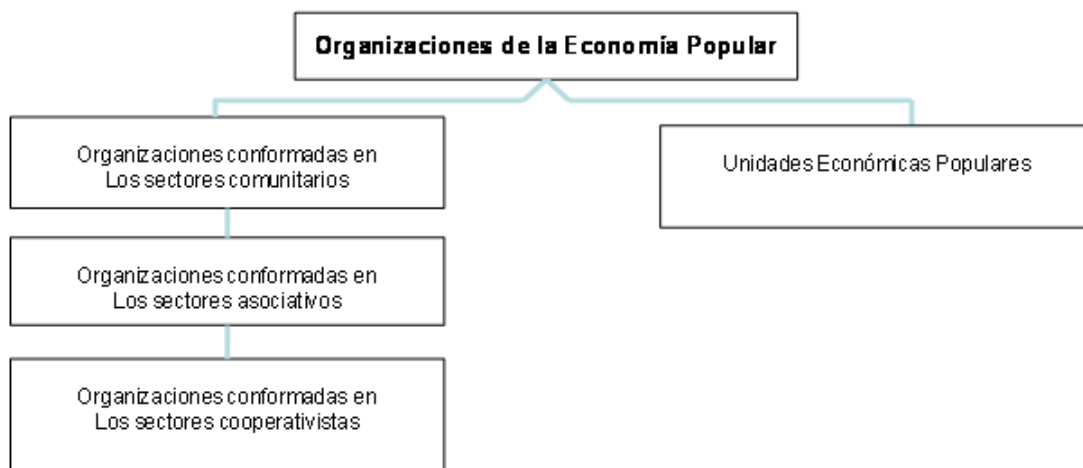 Organizaciones de la Economía Popular
Organizaciones conformadas en
Los sectores comunitarios
Unidades Económicas Populares
Organizaciones conformadas en
Los sectores asociativos
Organizaciones conformadas en
Los sectores cooperativistas